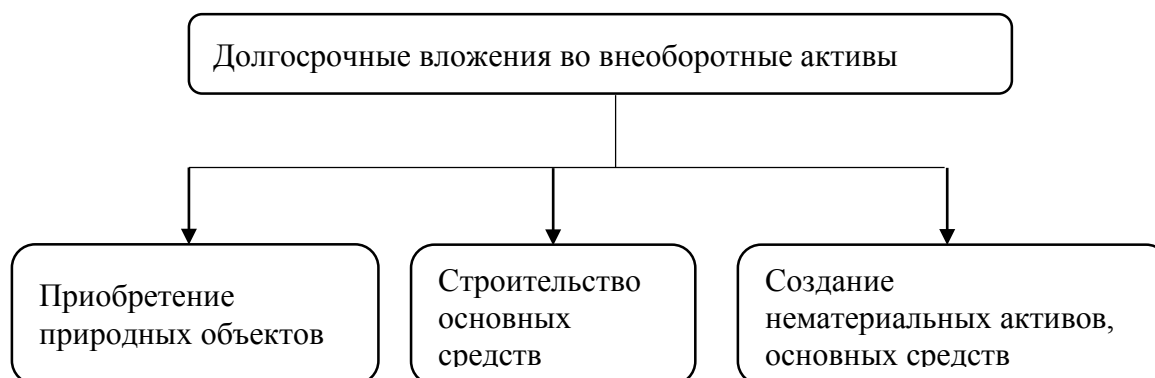 Долгосрочные вложения во внеоборотные активы
Приобретение
природных объектов
Строительство
основных
средств
Создание
нематериальных активов,
основных средств